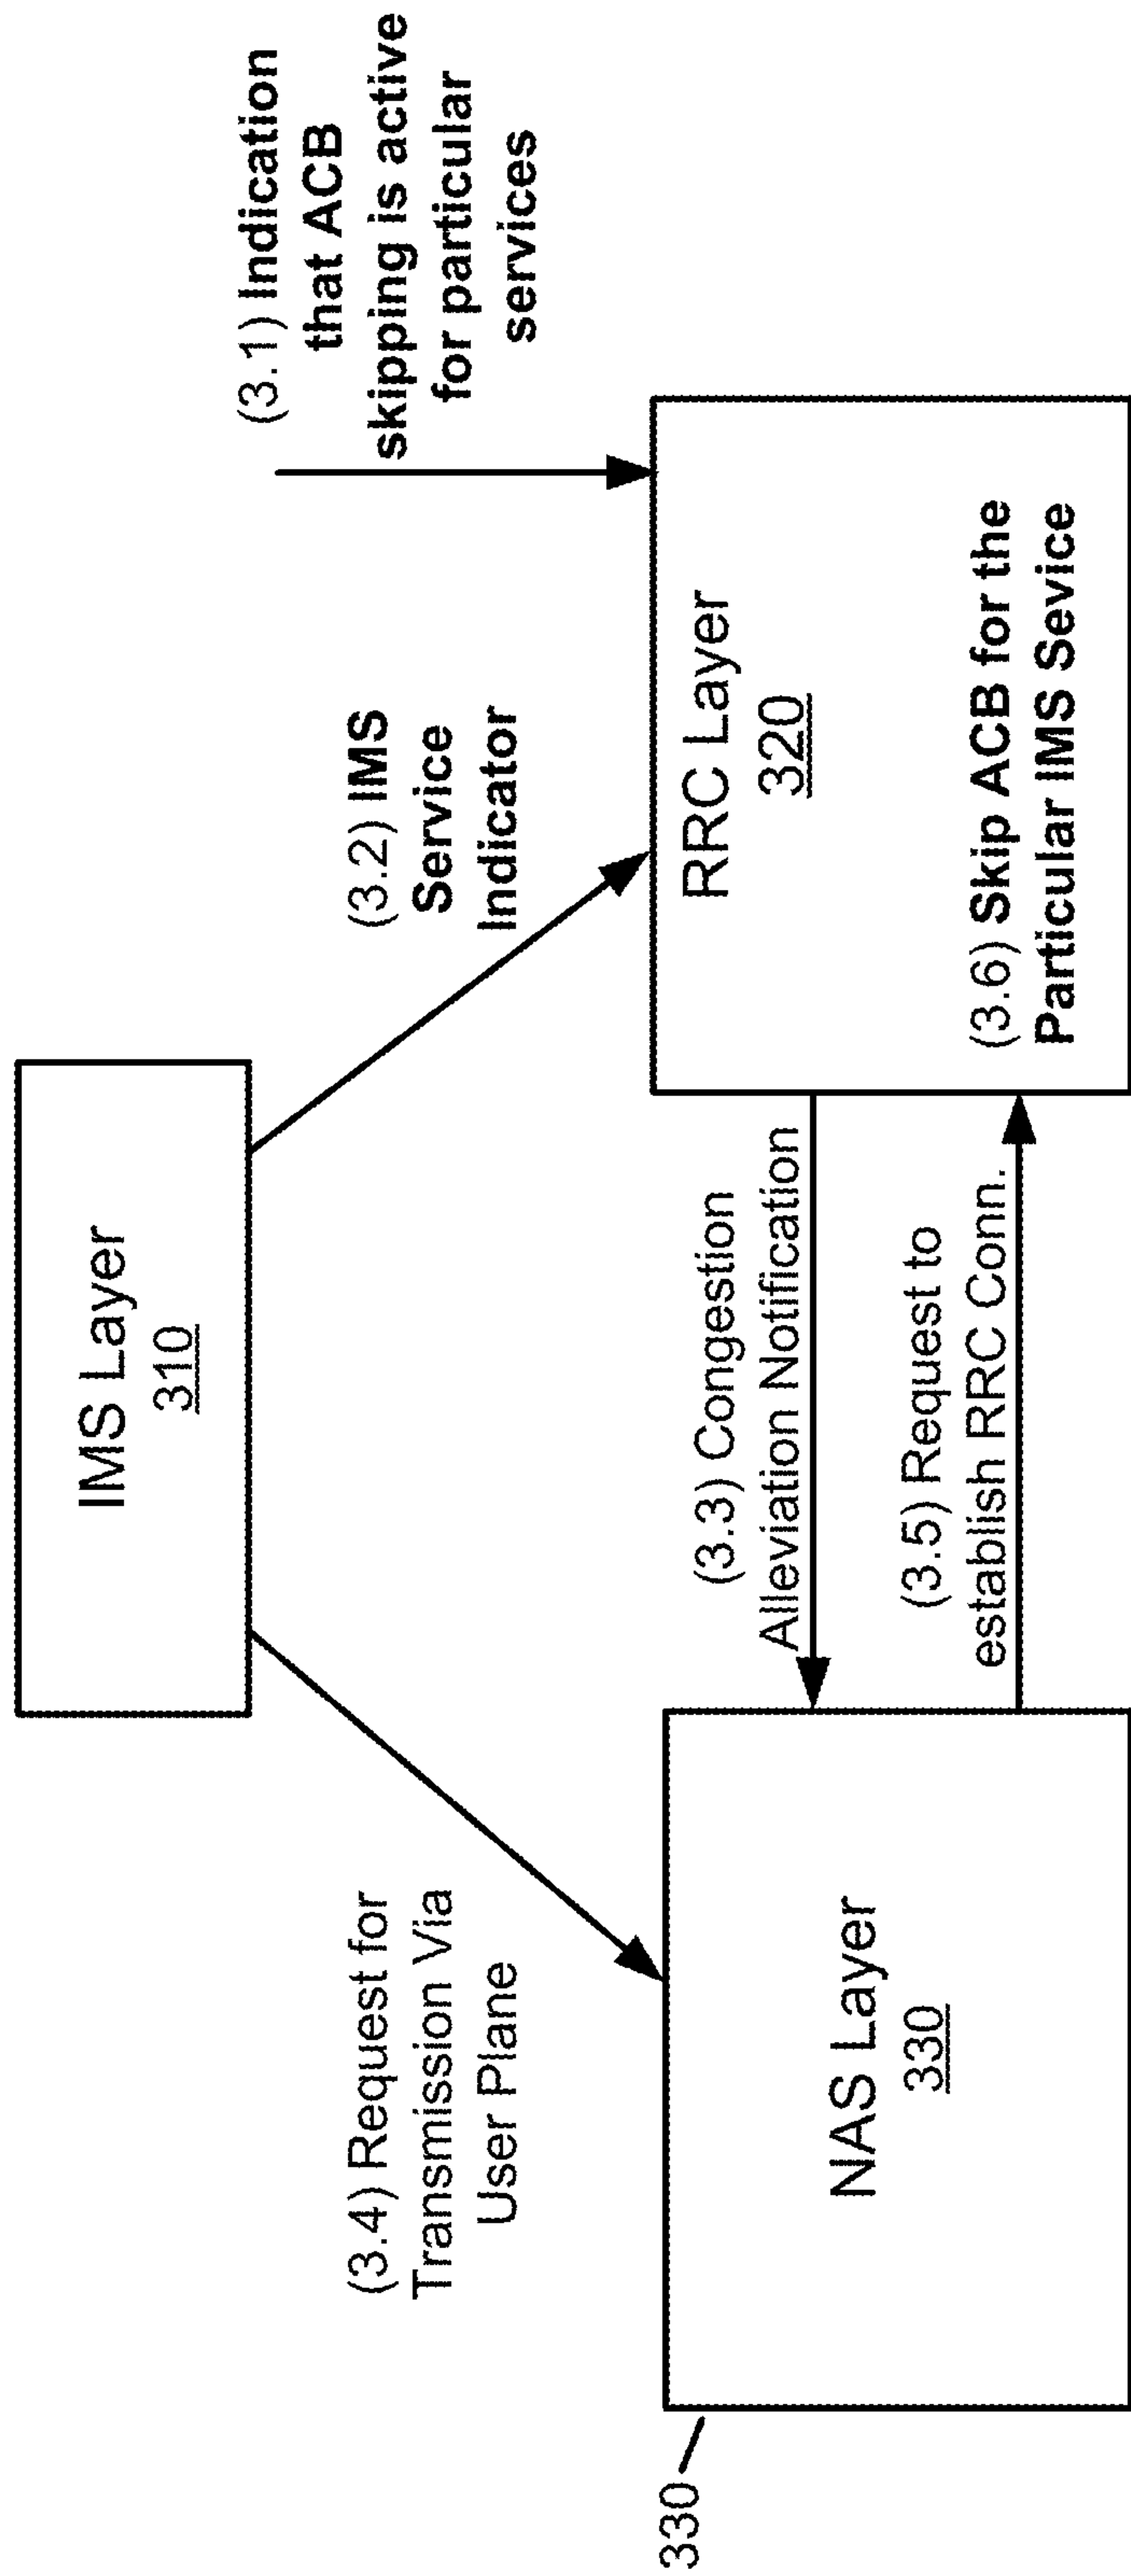 IMS Layer
310
(3.1) Indication
that ACB
skipping is active
for particular
services
(3.2) IMS
Service
Indicator
(3.4) Request for
Transmission Via
User Plane
RRC Layer
320
(3.6) Skip ACB for the
Particular IMS Sevice
(3.3) Congestion
Alleviation Notification
(3.5) Request to
establish RRC Conn.
NAS Layer
330
330